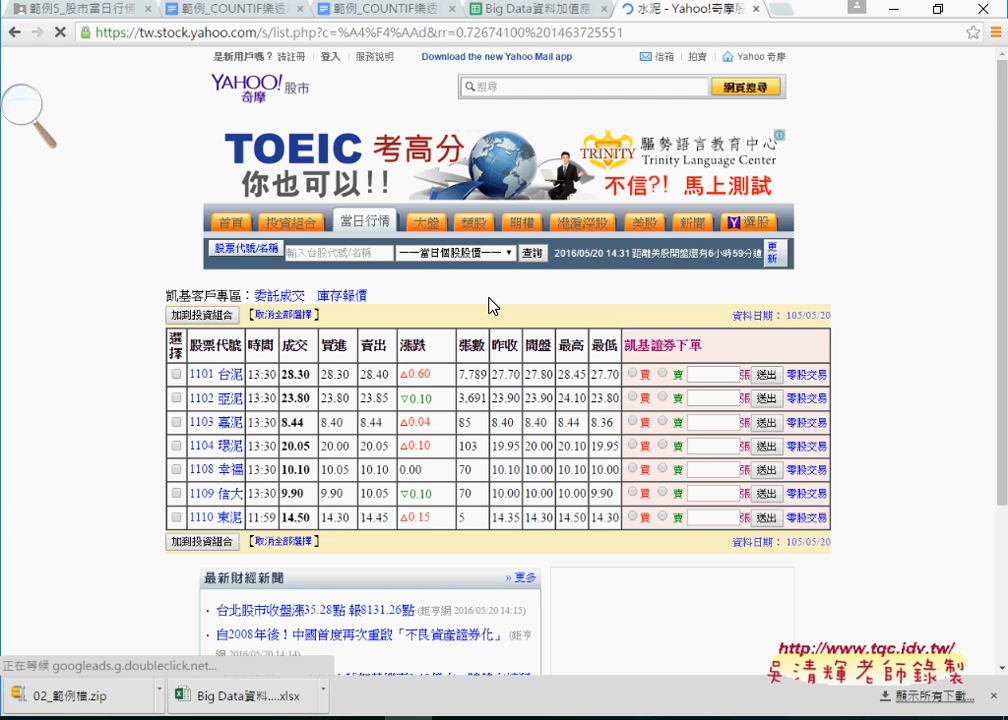 範例5_股市當日行情
範例_COUNTIF樂透
範例_COUNTIF樂透
Big Data資料加值應
水泥 - Yahoo!奇摩股
https://tw.stock.yahoo.com/s/list.php?c=%A4%F4%AAd&rr=0.72674100%201463725551
是新用戶嗎？ 請註冊 登入 服務說明 Download the new Yahoo Mail app 信箱 拍賣 Yahoo 奇摩
YAHOO! 股市
奇摩
搜尋 網頁搜尋
TOEIC 考高分
你也可以!!
TRINITY 驅勢語言教育中心
Trinity Language Center
不信?! 馬上測試
首頁 投資組合 當日行情 大盤 類股 期權 港滬深股 美股 新聞 Y 選股
股票代號/名稱 輸入台股代號/名稱 ——當日個股股價—— 查詢 2016/05/20 14:31 距離美股開盤還有6小時59分鐘 更新
凱基客戶專區：委託成交 庫存報價
加到投資組合 【取消全部選擇】 資料日期： 105/05/20
選擇 股票代號 時間 成交 買進 賣出 漲跌 張數 昨收 開盤 最高 最低 凱基證券下單
1101 台泥 13:30 28.30 28.30 28.40 △0.60 7,789 27.70 27.80 28.45 27.70 買 賣 張 送出 零股交易
1102 亞泥 13:30 23.80 23.80 23.85 ▽0.10 3,691 23.90 23.90 24.10 23.80 買 賣 張 送出 零股交易
1103 嘉泥 13:30 8.44 8.40 8.44 △0.04 85 8.40 8.40 8.44 8.36 買 賣 張 送出 零股交易
1104 環泥 13:30 20.05 20.00 20.05 △0.10 103 19.95 20.00 20.10 19.95 買 賣 張 送出 零股交易
1108 幸福 13:30 10.10 10.05 10.10 0.00 70 10.10 10.00 10.10 10.00 買 賣 張 送出 零股交易
1109 信大 13:30 9.90 9.90 10.05 ▽0.10 70 10.00 10.00 10.00 9.90 買 賣 張 送出 零股交易
1110 東泥 11:59 14.50 14.30 14.45 △0.15 5 14.35 14.30 14.50 14.30 買 賣 張 送出 零股交易
加到投資組合 【取消全部選擇】 資料日期： 105/05/20
最新財經新聞 » 更多
‧ 台北股市收盤漲35.28點 報8131.26點 (鉅亨網 2016/05/20 14:15)
‧ 自2008年後！中國首度再次重啟「不良資產證券化」 (鉅亨
網 2016/05/20 14:14)
正在等候 googleads.g.doubleclick.net...
http://www.tqc.idv.tw/
吳清輝老師錄製
02_範例檔.zip
Big Data資料....xlsx
顯示所有下載...